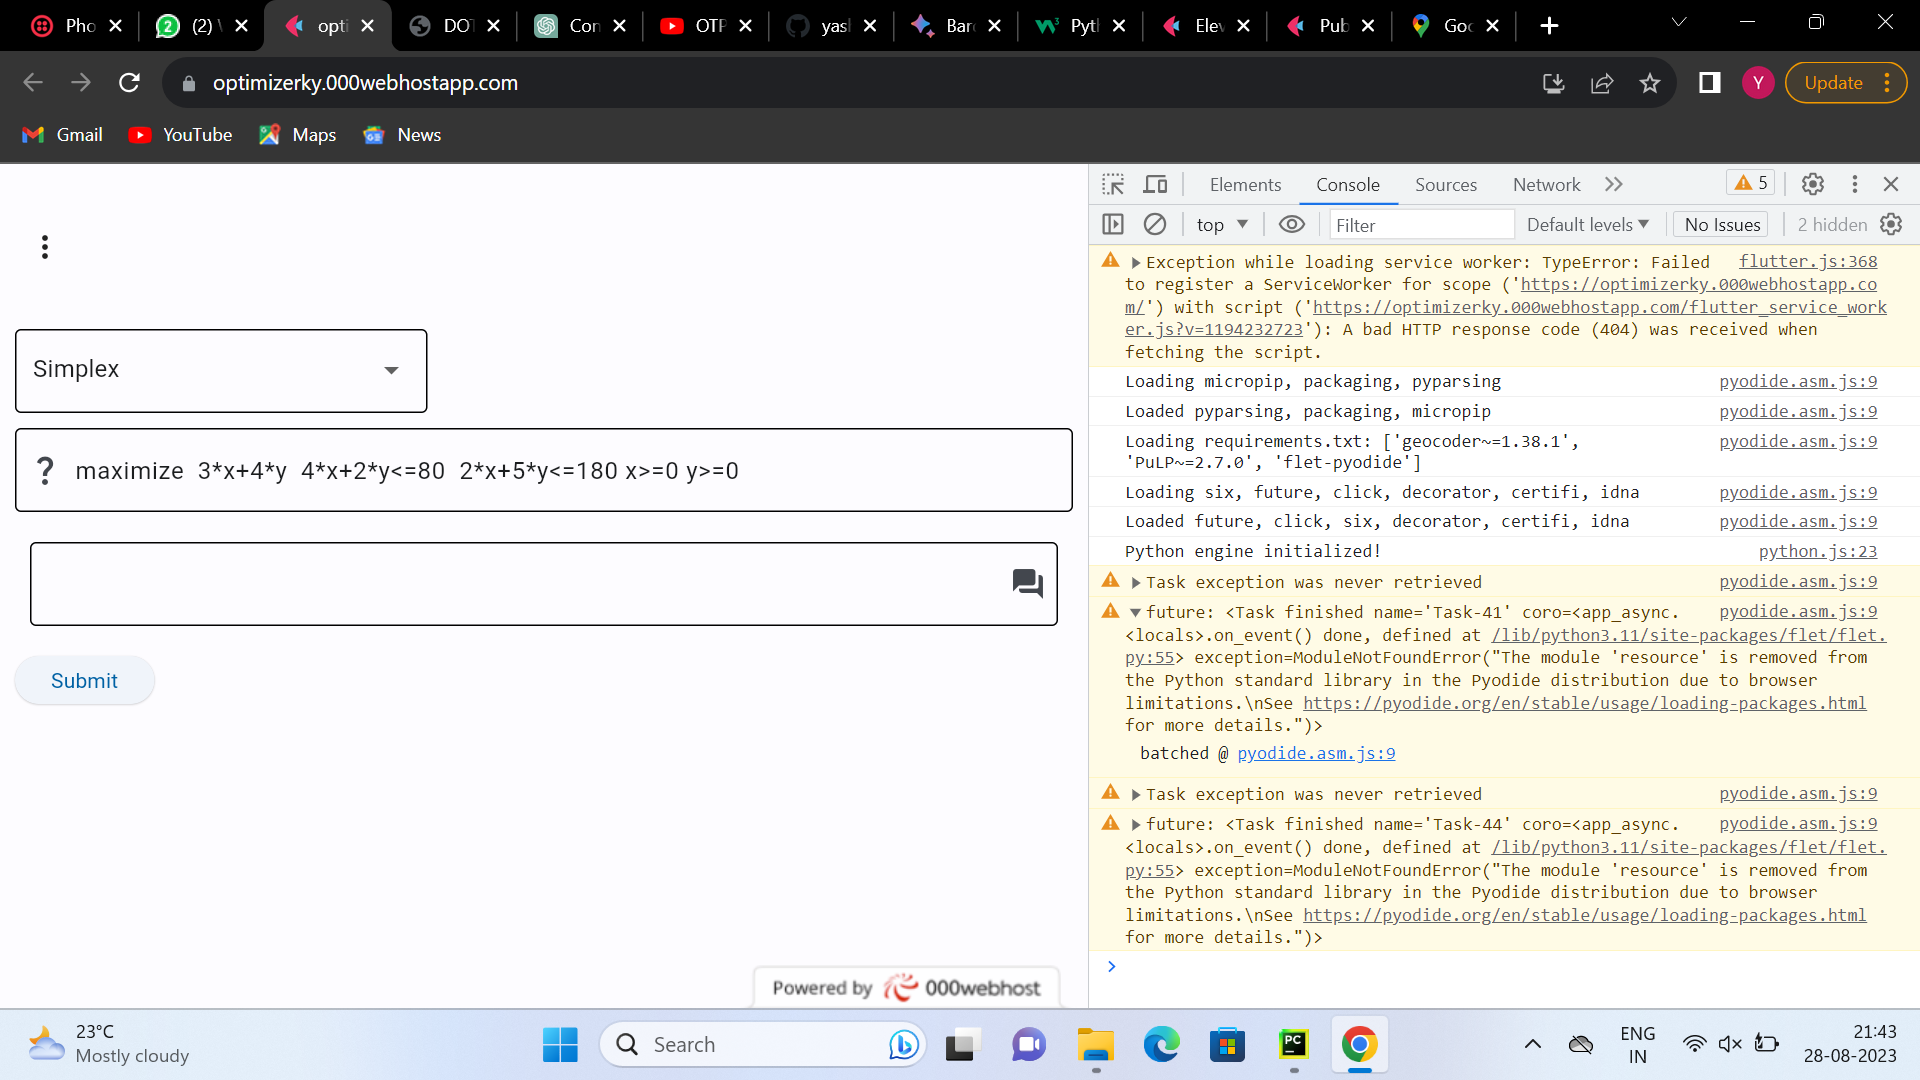 Pho
(2) \
opti
DO
Con
OTP
yasl
Bar
Pytl
Elev
Pub
Goc
optimizerky.000webhostapp.com
Y
Update
Gmail
YouTube
Maps
News
Elements
Console
Sources
Network
5
top
Filter
Default levels
No Issues
2 hidden
Exception while loading service worker: TypeError: Failed flutter.js:368
to register a ServiceWorker for scope ('https://optimizerky.000webhostapp.co
m/') with script ('https://optimizerky.000webhostapp.com/flutter_service_work
er.js?v=1194232723'): A bad HTTP response code (404) was received when
fetching the script.
Loading micropip, packaging, pyparsing pyodide.asm.js:9
Loaded pyparsing, packaging, micropip pyodide.asm.js:9
Loading requirements.txt: ['geocoder~=1.38.1', pyodide.asm.js:9
'PuLP~=2.7.0', 'flet-pyodide']
Loading six, future, click, decorator, certifi, idna pyodide.asm.js:9
Loaded future, click, six, decorator, certifi, idna pyodide.asm.js:9
Python engine initialized! python.js:23
Task exception was never retrieved pyodide.asm.js:9
future: <Task finished name='Task-41' coro=<app_async. pyodide.asm.js:9
<locals>.on_event() done, defined at /lib/python3.11/site-packages/flet/flet.
py:55> exception=ModuleNotFoundError("The module 'resource' is removed from
the Python standard library in the Pyodide distribution due to browser
limitations.\nSee https://pyodide.org/en/stable/usage/loading-packages.html
for more details.")>
batched @ pyodide.asm.js:9
Task exception was never retrieved pyodide.asm.js:9
future: <Task finished name='Task-44' coro=<app_async. pyodide.asm.js:9
<locals>.on_event() done, defined at /lib/python3.11/site-packages/flet/flet.
py:55> exception=ModuleNotFoundError("The module 'resource' is removed from
the Python standard library in the Pyodide distribution due to browser
limitations.\nSee https://pyodide.org/en/stable/usage/loading-packages.html
for more details.")>
Simplex
? maximize 3*x+4*y 4*x+2*y<=80 2*x+5*y<=180 x>=0 y>=0
Submit
Powered by 000webhost
23°C
Mostly cloudy
Search
PC
ENG
IN
21:43
28-08-2023